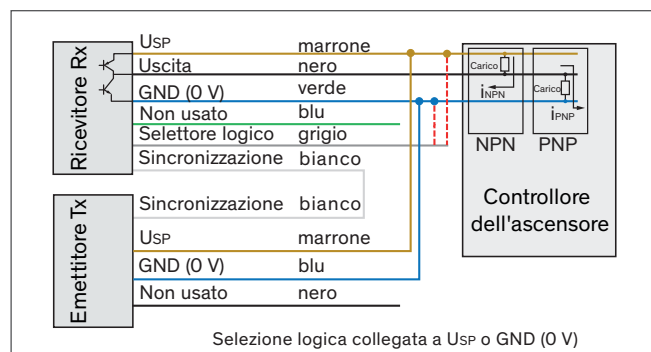 Ricevitore Rx
USP marrone
Uscita nero
GND (0 V) verde
Non usato blu
Selettore logico grigio
Sincronizzazione bianco
Emettitore Tx
Sincronizzazione bianco
USP marrone
GND (0 V) blu
Non usato nero
Carico
iNPN
NPN
Carico
iPNP
PNP
Controllore
dell'ascensore
Selezione logica collegata a USP o GND (0 V)